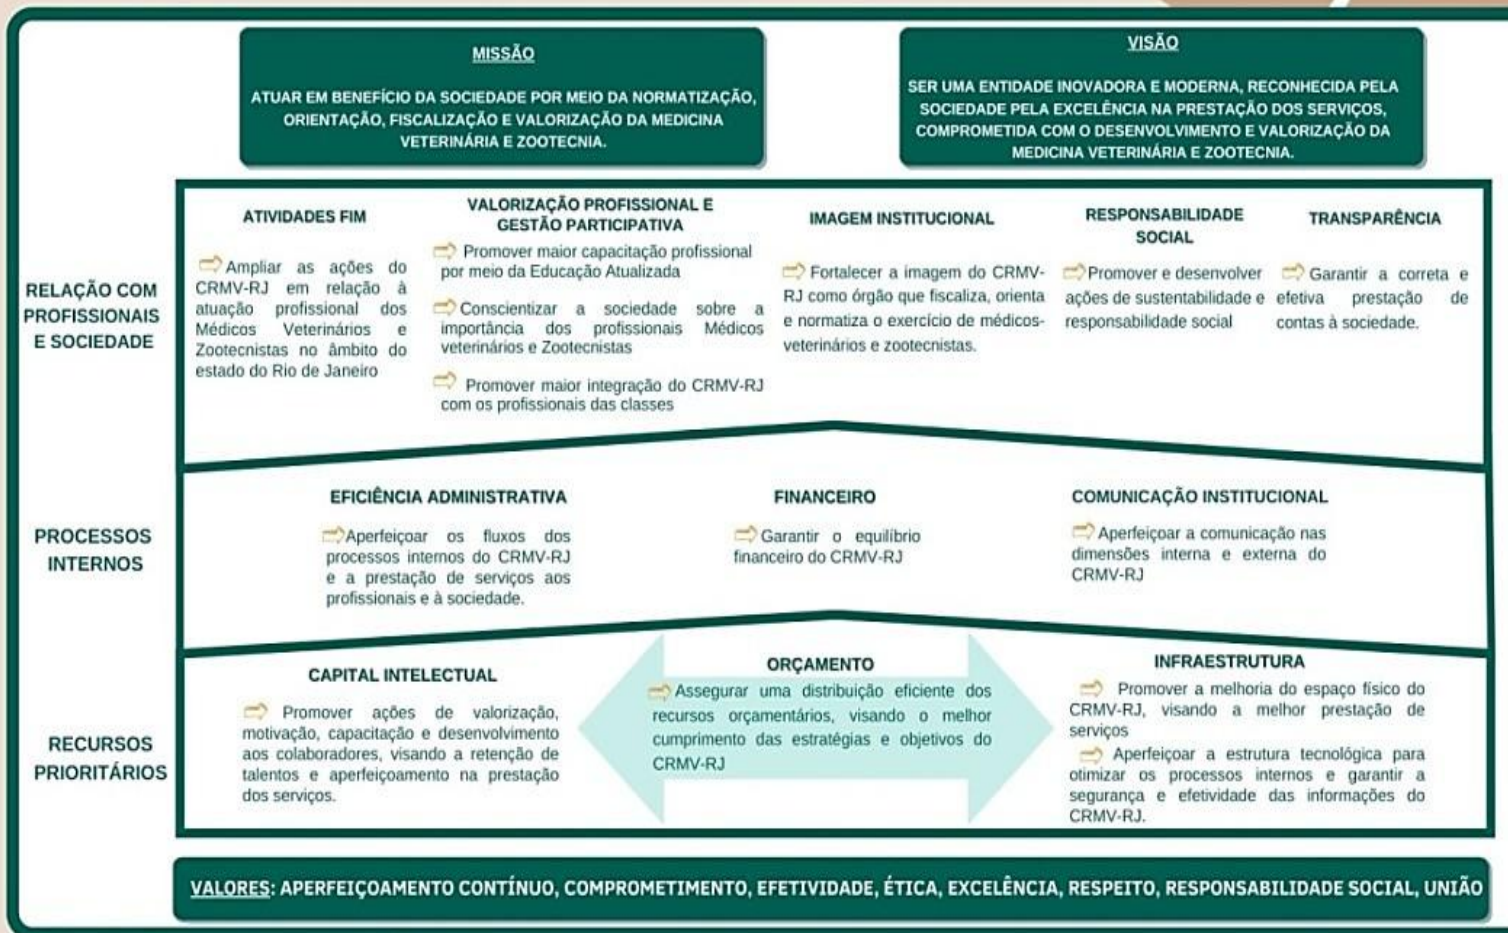 MISSÃO
ATUAR EM BENEFÍCIO DA SOCIEDADE POR MEIO DA NORMATIZAÇÃO,
ORIENTAÇÃO, FISCALIZAÇÃO E VALORIZAÇÃO DA MEDICINA
VETERINÁRIA E ZOOTECNIA.
VISÃO
SER UMA ENTIDADE INOVADORA E MODERNA, RECONHECIDA PELA
SOCIEDADE PELA EXCELÊNCIA NA PRESTAÇÃO DOS SERVIÇOS,
COMPROMETIDA COM O DESENVOLVIMENTO E VALORIZAÇÃO DA
MEDICINA VETERINÁRIA E ZOOTECNIA.
RELAÇÃO COM
PROFISSIONAIS
E SOCIEDADE
ATIVIDADES FIM
Ampliar as ações do
CRMV-RJ em relação à
atuação profissional dos
Médicos Veterinários e
Zootecnistas no âmbito do
estado do Rio de Janeiro
VALORIZAÇÃO PROFISSIONAL E
GESTÃO PARTICIPATIVA
Promover maior capacitação profissional
por meio da Educação Atualizada
Conscientizar a sociedade sobre a
importância dos profissionais Médicos
veterinários e Zootecnistas
Promover maior integração do CRMV-RJ
com os profissionais das classes
IMAGEM INSTITUCIONAL
Fortalecer a imagem do CRMV-
RJ como órgão que fiscaliza, orienta
e normatiza o exercício de médicos-
veterinários e zootecnistas.
RESPONSABILIDADE
SOCIAL
Promover e desenvolver
ações de sustentabilidade e
responsabilidade social
TRANSPARÊNCIA
Garantir a correta e
efetiva prestação de
contas à sociedade.
PROCESSOS
INTERNOS
EFICIÊNCIA ADMINISTRATIVA
Aperfeiçoar os fluxos dos
processos internos do CRMV-RJ
e a prestação de serviços aos
profissionais e à sociedade.
FINANCEIRO
Garantir o equilíbrio
financeiro do CRMV-RJ
COMUNICAÇÃO INSTITUCIONAL
Aperfeiçoar a comunicação nas
dimensões interna e externa do
CRMV-RJ
RECURSOS
PRIORITÁRIOS
CAPITAL INTELECTUAL
Promover ações de valorização,
motivação, capacitação e desenvolvimento
aos colaboradores, visando a retenção de
talentos e aperfeiçoamento na prestação
dos serviços.
ORÇAMENTO
Assegurar uma distribuição eficiente dos
recursos orçamentários, visando o melhor
cumprimento das estratégias e objetivos do
CRMV-RJ
INFRAESTRUTURA
Promover a melhoria do espaço físico do
CRMV-RJ, visando a melhor prestação de
serviços
Aperfeiçoar a estrutura tecnológica para
otimizar os processos internos e garantir a
segurança e efetividade das informações do
CRMV-RJ.
VALORES: APERFEIÇOAMENTO CONTÍNUO, COMPROMETIMENTO, EFETIVIDADE, ÉTICA, EXCELÊNCIA, RESPEITO, RESPONSABILIDADE SOCIAL, UNIÃO